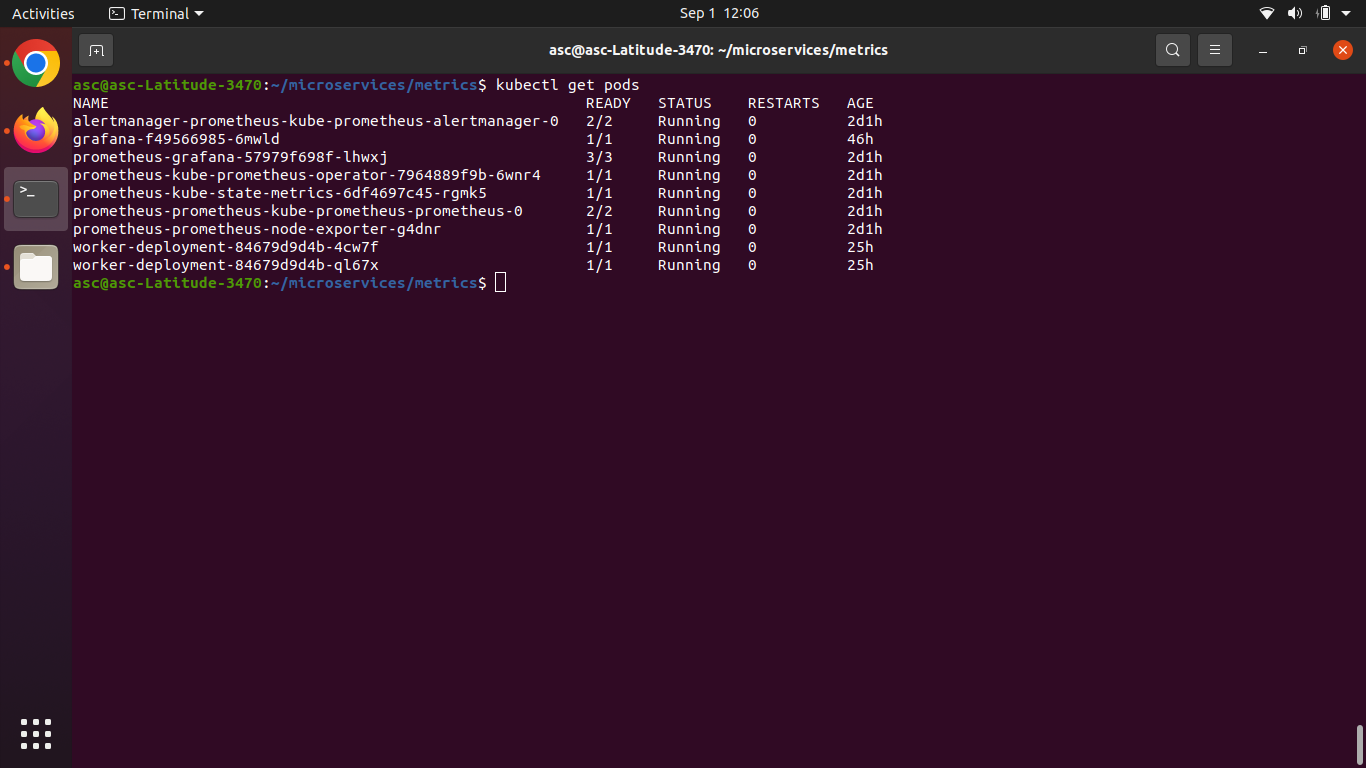 Activities Terminal Sep 1 12:06
asc@asc-Latitude-3470: ~/microservices/metrics
asc@asc-Latitude-3470:~/microservices/metrics$ kubectl get pods
NAME READY STATUS RESTARTS AGE
alertmanager-prometheus-kube-prometheus-alertmanager-0 2/2 Running 0 2d1h
grafana-f49566985-6mwld 1/1 Running 0 46h
prometheus-grafana-57979f698f-lhwxj 3/3 Running 0 2d1h
prometheus-kube-prometheus-operator-7964889f9b-6wnr4 1/1 Running 0 2d1h
prometheus-kube-state-metrics-6df4697c45-rgmk5 1/1 Running 0 2d1h
prometheus-prometheus-kube-prometheus-prometheus-0 2/2 Running 0 2d1h
prometheus-prometheus-node-exporter-g4dnr 1/1 Running 0 2d1h
worker-deployment-84679d9d4b-4cw7f 1/1 Running 0 25h
worker-deployment-84679d9d4b-ql67x 1/1 Running 0 25h
asc@asc-Latitude-3470:~/microservices/metrics$